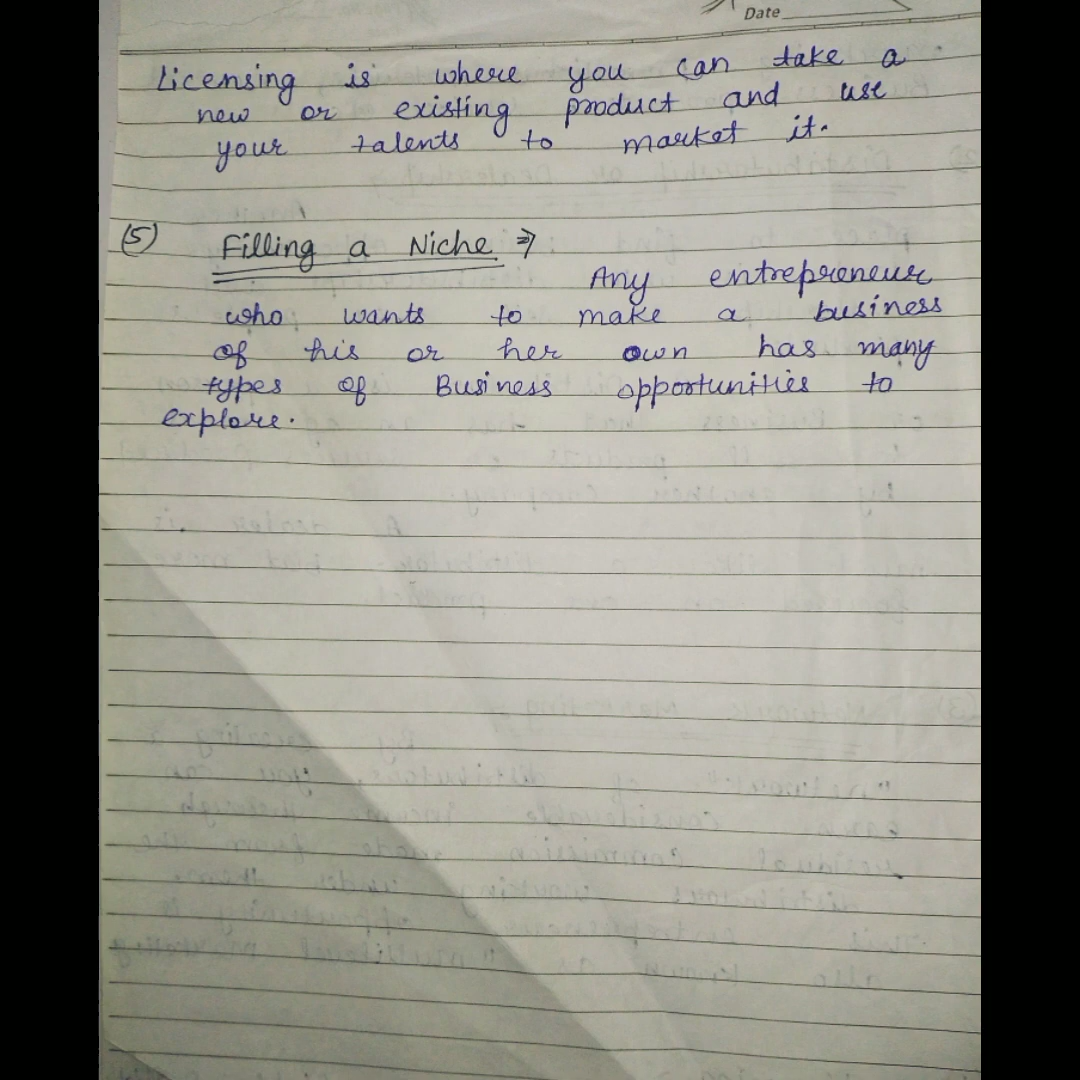 Date
Licensing is where you can take a
new or existing product and use
your talents to market it.
(5) Filling a Niche ⇒
Any entrepreneur
who wants to make a business
of his or her own has many
types of Business opportunities to
explore.